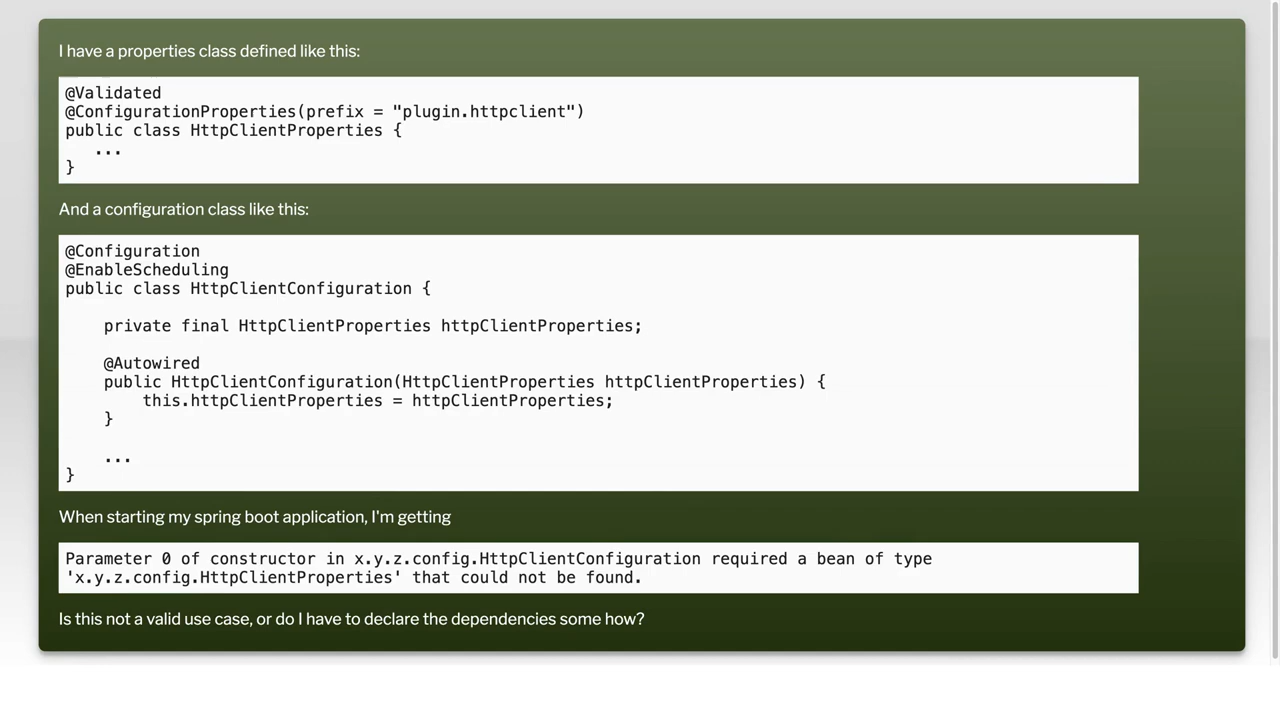 I have a properties class defined like this:
@Validated
@ConfigurationProperties(prefix = "plugin.httpclient")
public class HttpClientProperties {
   ...
}
And a configuration class like this:
@Configuration
@EnableScheduling
public class HttpClientConfiguration {
    private final HttpClientProperties httpClientProperties;
    @Autowired
    public HttpClientConfiguration(HttpClientProperties httpClientProperties) {
        this.httpClientProperties = httpClientProperties;
    }
    ...
}
When starting my spring boot application, I'm getting
Parameter 0 of constructor in x.y.z.config.HttpClientConfiguration required a bean of type
'x.y.z.config.HttpClientProperties' that could not be found.
Is this not a valid use case, or do I have to declare the dependencies some how?